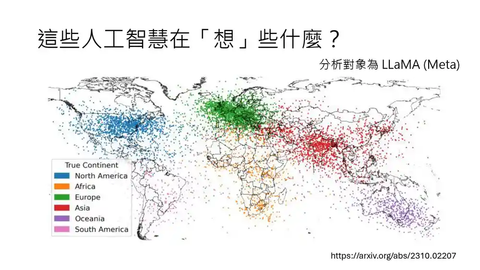 這些人工智慧在「想」些什麼？
分析對象為 LLaMA (Meta)
True Continent
North America
Africa
Europe
Asia
Oceania
South America
https://arxiv.org/abs/2310.02207